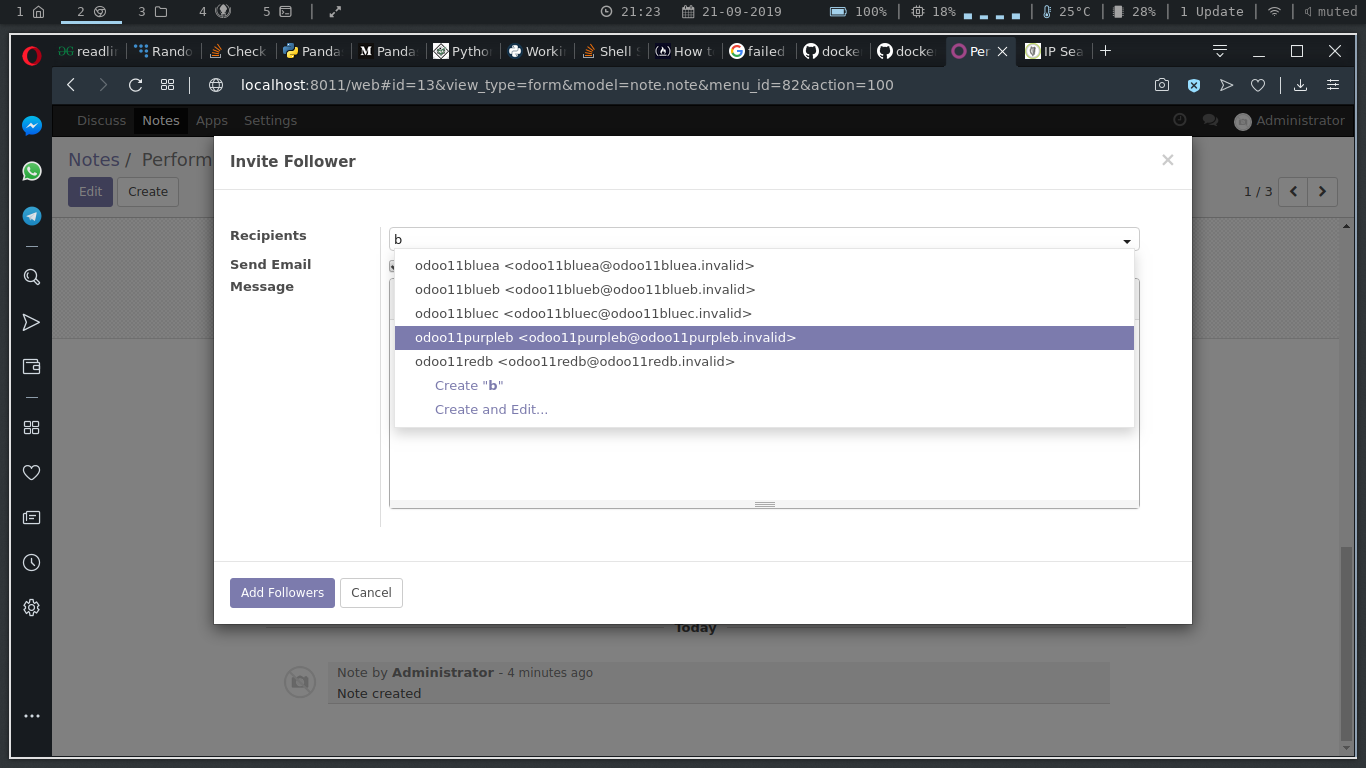 1 2 3 4 5 21:23 21-09-2019 100% 18% 25°C 28% 1 Update muted
readlin Rando Check Panda Panda Pytho Worki Shell S How t failed docke docke Per IP Sea
localhost:8011/web#id=13&view_type=form&model=note.note&menu_id=82&action=100
Discuss Notes Apps Settings Administrator
Notes / Perform
Edit Create 1 / 3
Invite Follower ×
Recipients b
Send Email
Message
odoo11bluea <odoo11bluea@odoo11bluea.invalid>
odoo11blueb <odoo11blueb@odoo11blueb.invalid>
odoo11bluec <odoo11bluec@odoo11bluec.invalid>
odoo11purpleb <odoo11purpleb@odoo11purpleb.invalid>
odoo11redb <odoo11redb@odoo11redb.invalid>
Create "b"
Create and Edit...
Add Followers Cancel
Today
Note by Administrator - 4 minutes ago
Note created